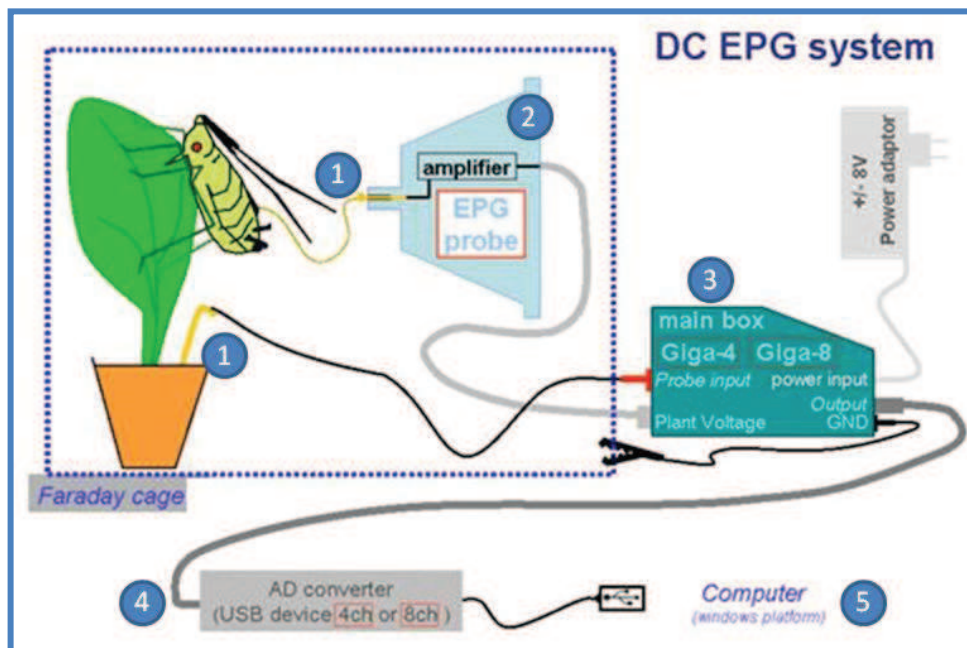 DC EPG system
1
2
amplifier
EPG
probe
+/- 8V
Power adaptor
3
main box
Giga-4 Giga-8
Probe input power input
Output
Plant Voltage GND
1
Faraday cage
4
AD converter
(USB device 4ch or 8ch )
Computer
(windows platform)
5